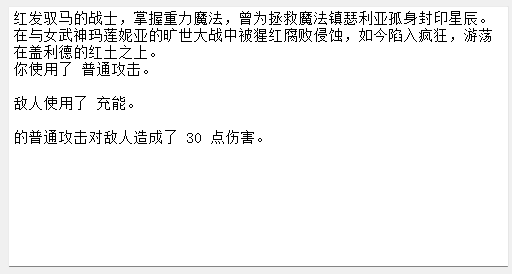 红发驭马的战士，掌握重力魔法，曾为拯救魔法镇瑟利亚孤身封印星辰。
在与女武神玛莲妮亚的旷世大战中被猩红腐败侵蚀，如今陷入疯狂，游荡
在盖利德的红土之上。
你使用了 普通攻击。
敌人使用了 充能。
的普通攻击对敌人造成了 30 点伤害。